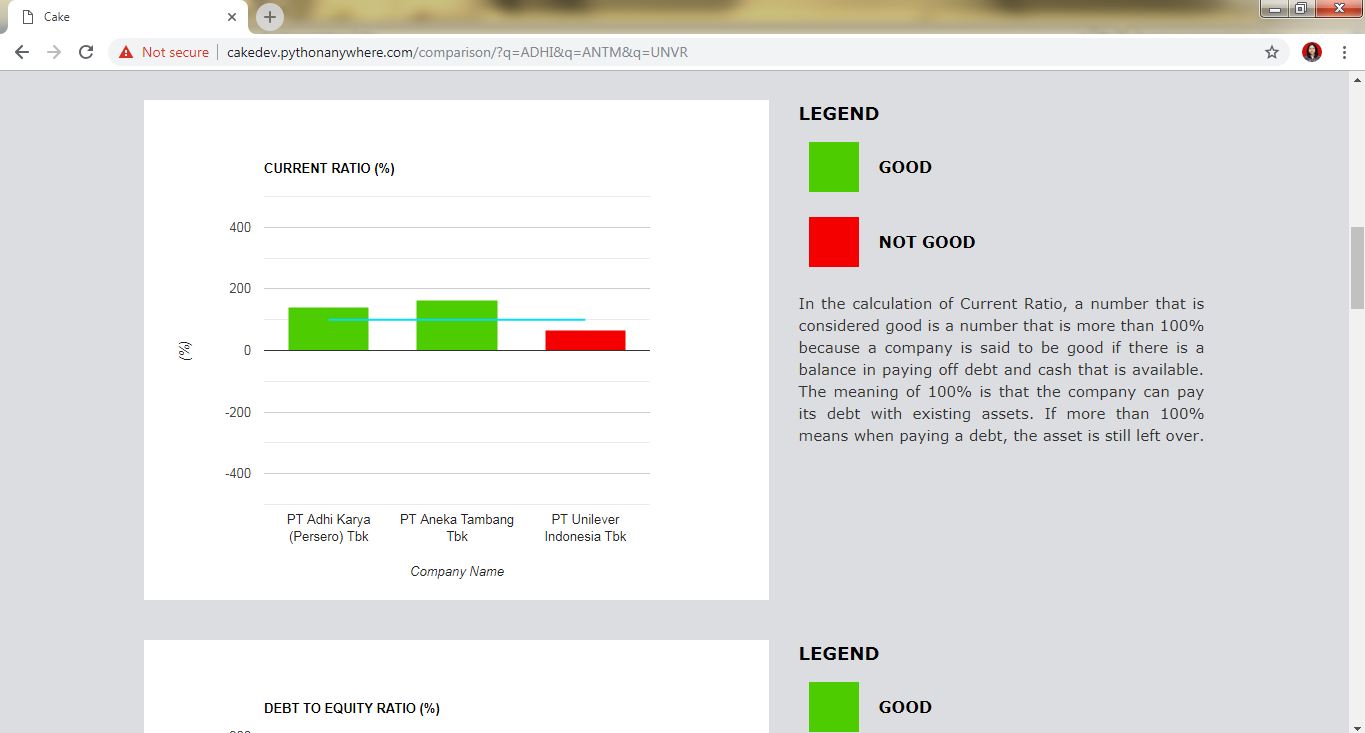 Cake
Not secure
cakedev.pythonanywhere.com/comparison/?q=ADHI&q=ANTM&q=UNVR
CURRENT RATIO (%)
400
200
0
-200
-400
(%)
PT Adhi Karya
(Persero) Tbk
PT Aneka Tambang
Tbk
PT Unilever
Indonesia Tbk
Company Name
LEGEND
GOOD
NOT GOOD
In the calculation of Current Ratio, a number that is
considered good is a number that is more than 100%
because a company is said to be good if there is a
balance in paying off debt and cash that is available.
The meaning of 100% is that the company can pay
its debt with existing assets. If more than 100%
means when paying a debt, the asset is still left over.
DEBT TO EQUITY RATIO (%)
LEGEND
GOOD